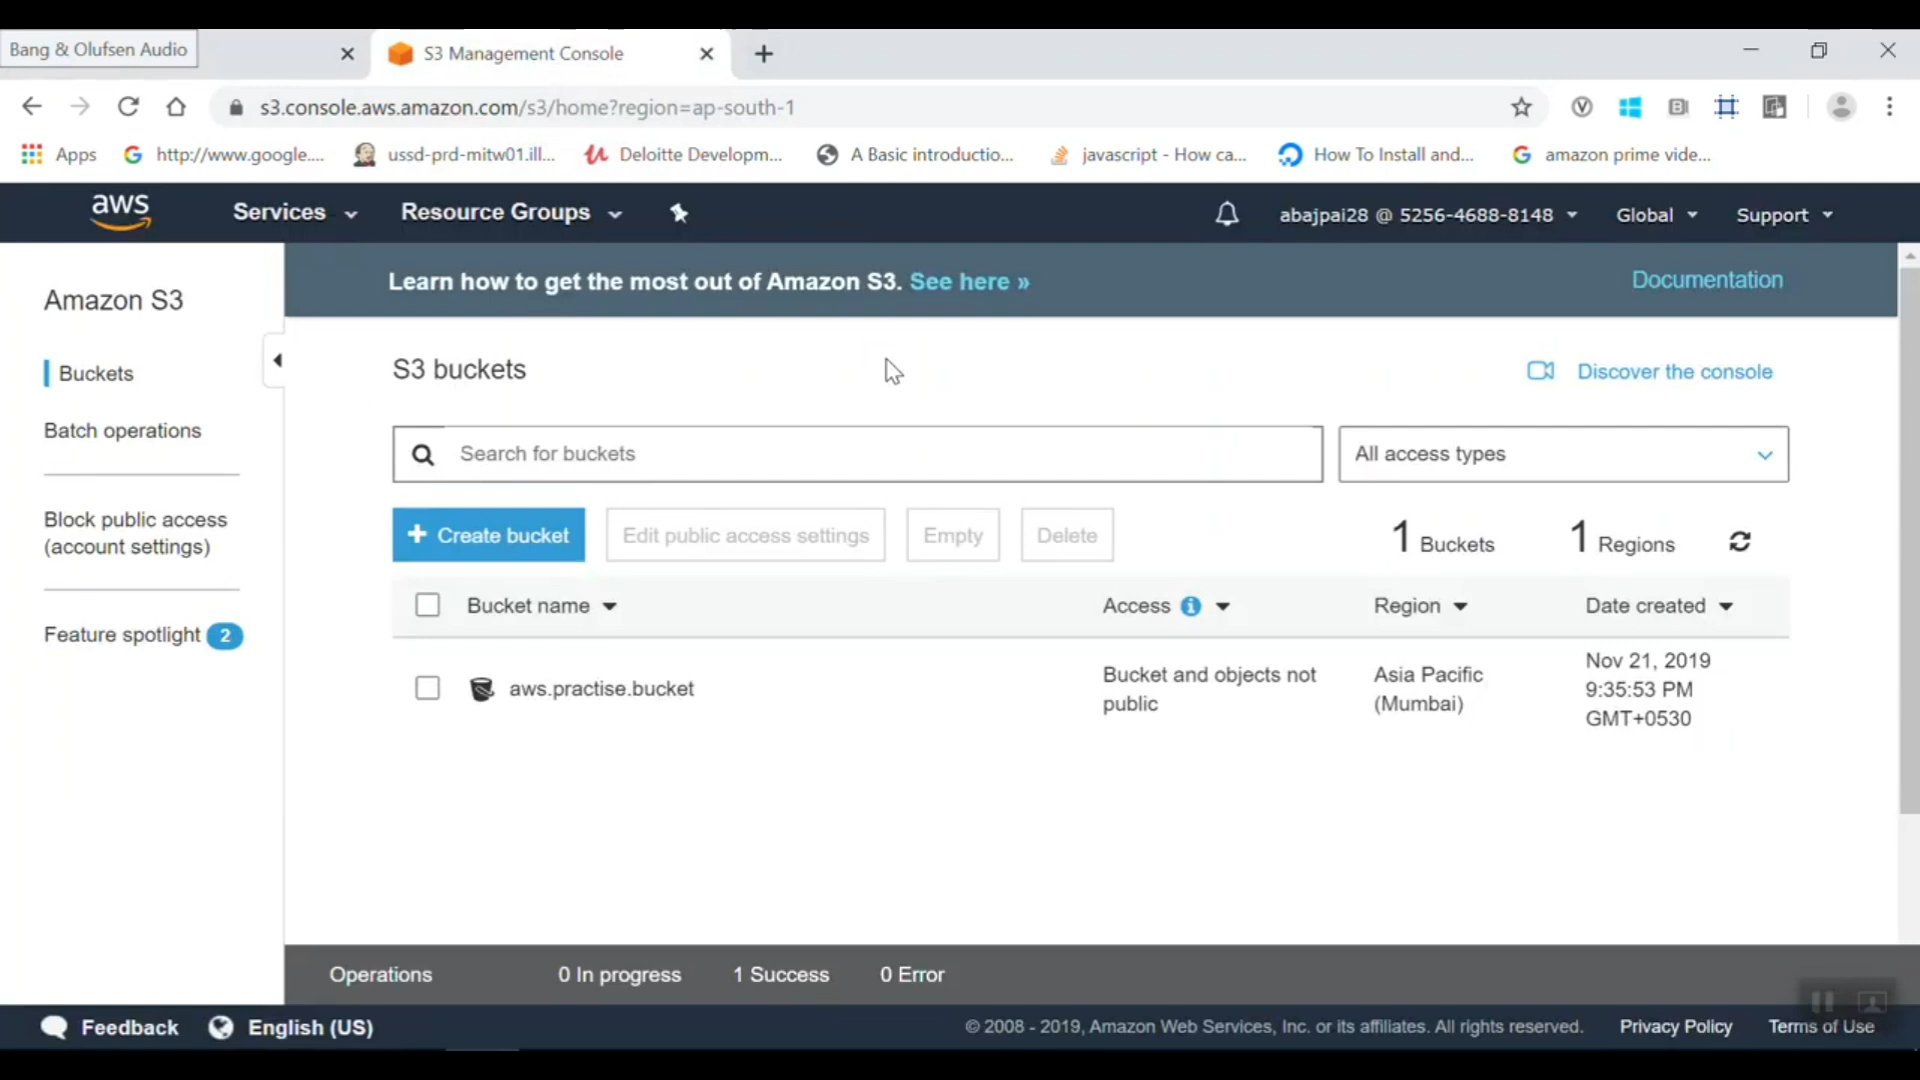 Bang & Olufsen Audio
S3 Management Console
s3.console.aws.amazon.com/s3/home?region=ap-south-1
Apps
http://www.google....
ussd-prd-mitw01.ill...
Deloitte Developm...
A Basic introductio...
javascript - How ca...
How To Install and...
amazon prime vide...
aws
Services
Resource Groups
abajpai28 @ 5256-4688-8148
Global
Support
Amazon S3
Buckets
Batch operations
Block public access
(account settings)
Feature spotlight 2
Learn how to get the most out of Amazon S3. See here »
Documentation
S3 buckets
Discover the console
Search for buckets
All access types
+ Create bucket
Edit public access settings
Empty
Delete
1 Buckets
1 Regions
Bucket name
Access
Region
Date created
aws.practise.bucket
Bucket and objects not
public
Asia Pacific
(Mumbai)
Nov 21, 2019
9:35:53 PM
GMT+0530
Operations
0 In progress
1 Success
0 Error
Feedback
English (US)
© 2008 - 2019, Amazon Web Services, Inc. or its affiliates. All rights reserved.
Privacy Policy
Terms of Use